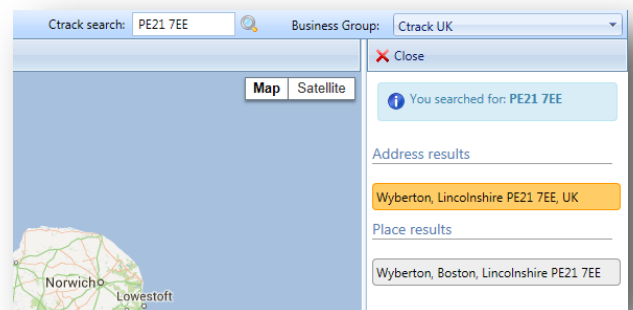 Ctrack search: PE21 7EE Business Group: Ctrack UK
Close
Map Satellite
You searched for: PE21 7EE
Address results
Wyberton, Lincolnshire PE21 7EE, UK
Place results
Wyberton, Boston, Lincolnshire PE21 7EE
Norwich
Lowestoft